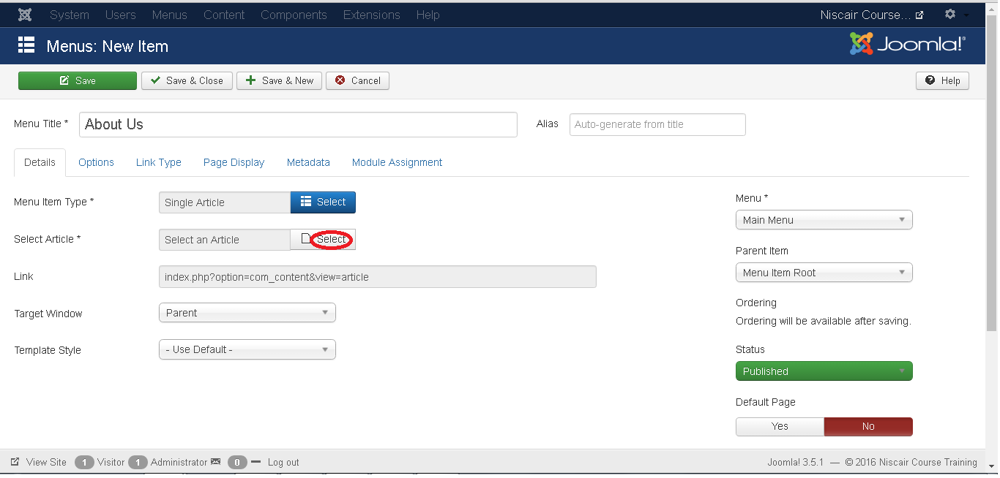 System Users Menus Content Components Extensions Help Niscair Course...
Menus: New Item Joomla!®
Save Save & Close Save & New Cancel Help
Menu Title * About Us Alias Auto-generate from title
Details Options Link Type Page Display Metadata Module Assignment
Menu Item Type * Single Article Select
Select Article * Select an Article Select
Link index.php?option=com_content&view=article
Target Window Parent
Template Style - Use Default -
Menu *
Main Menu
Parent Item
Menu Item Root
Ordering
Ordering will be available after saving.
Status
Published
Default Page
Yes No
View Site 1 Visitor 1 Administrator 0 Log out Joomla! 3.5.1 — © 2016 Niscair Course Training